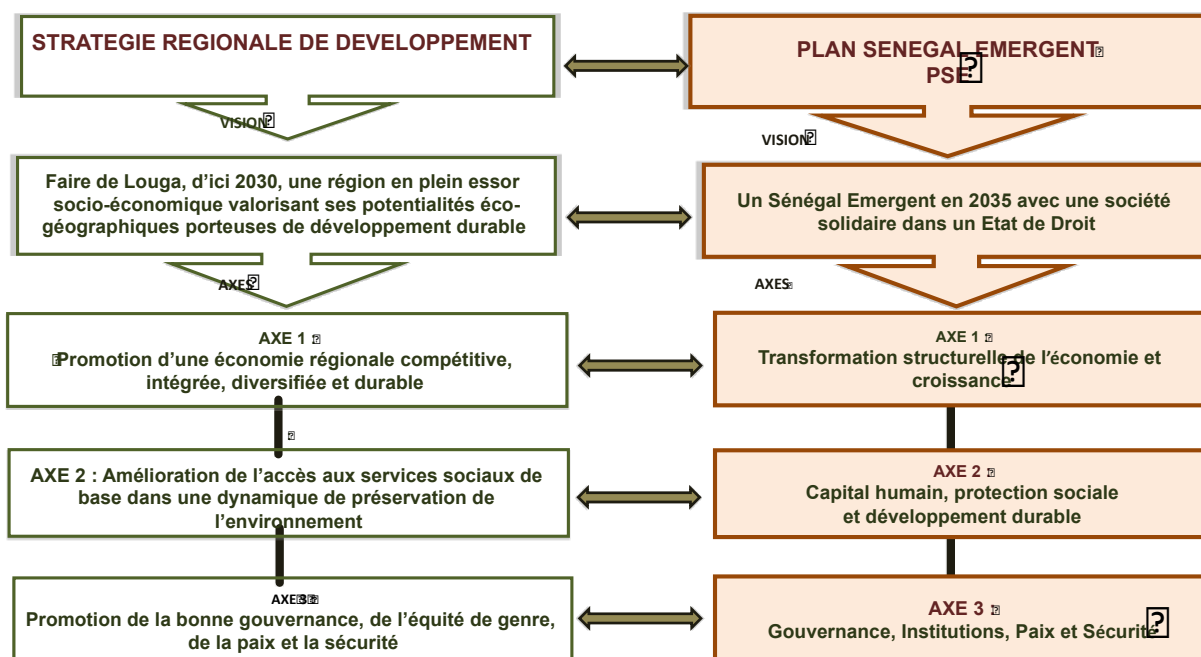 STRATEGIE REGIONALE DE DEVELOPPEMENT
VISION
Faire de Louga, d’ici 2030, une région en plein essor
socio-économique valorisant ses potentialités éco-
géographiques porteuses de développement durable
AXES
AXE 1
Promotion d’une économie régionale compétitive,
intégrée, diversifiée et durable
AXE 2 : Amélioration de l’accès aux services sociaux de
base dans une dynamique de préservation de
l’environnement
AXE 3
Promotion de la bonne gouvernance, de l’équité de genre,
de la paix et la sécurité
PLAN SENEGAL EMERGENT
PSE
VISION
Un Sénégal Emergent en 2035 avec une société
solidaire dans un Etat de Droit
AXES
AXE 1
Transformation structurelle de l’économie et
croissance
AXE 2
Capital humain, protection sociale
et développement durable
AXE 3
Gouvernance, Institutions, Paix et Sécurité